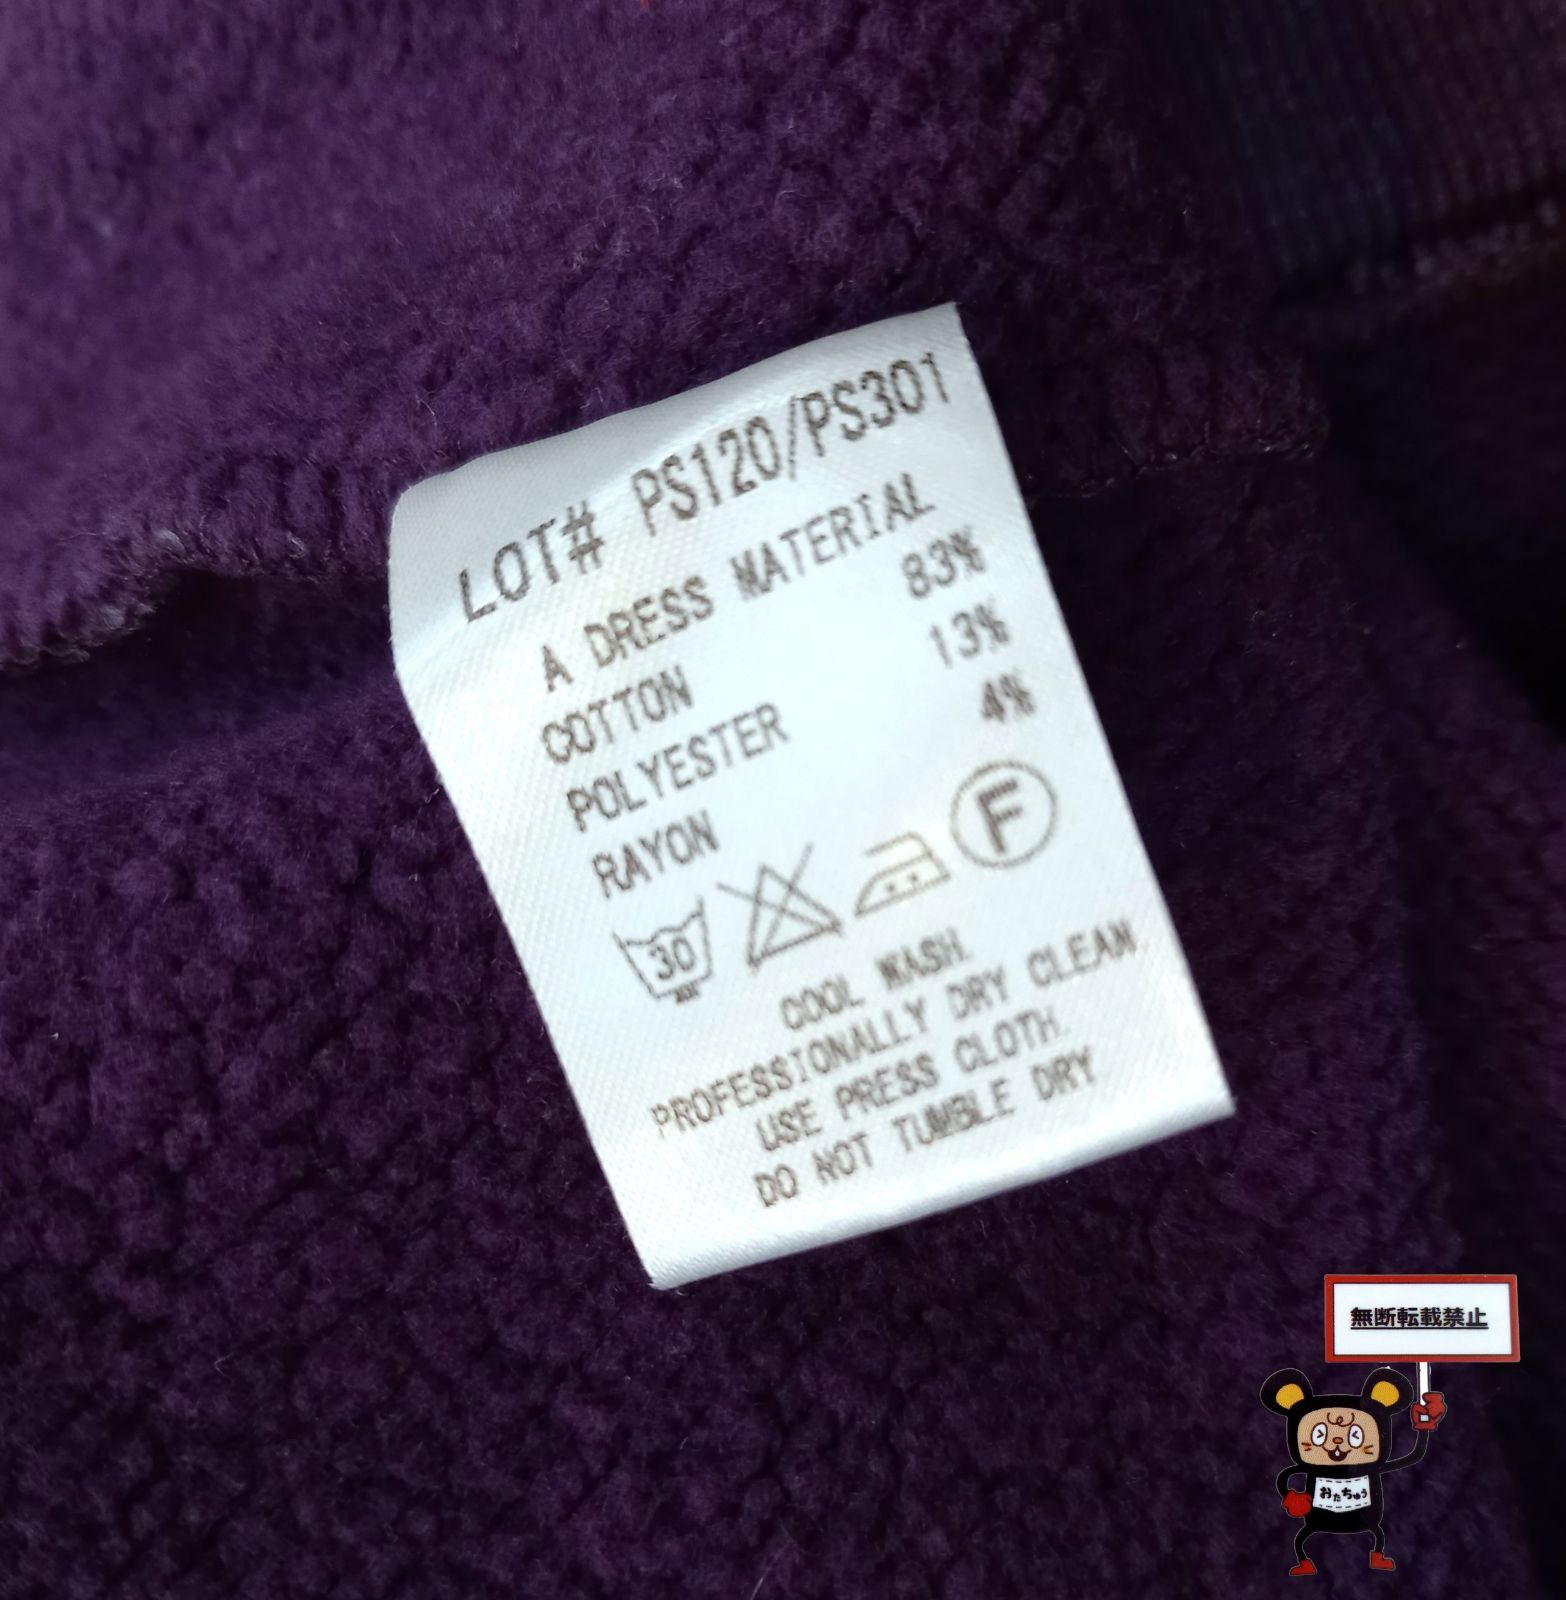 LOT# PS120/PS301
A DRESS MATERIAL
COTTON 83%
POLYESTER 13%
RAYON 4%
30
F
COOL WASH.
PROFESSIONALLY DRY CLEAN
USE PRESS CLOTH.
DO NOT TUMBLE DRY
無断転載禁止
おたちゅう